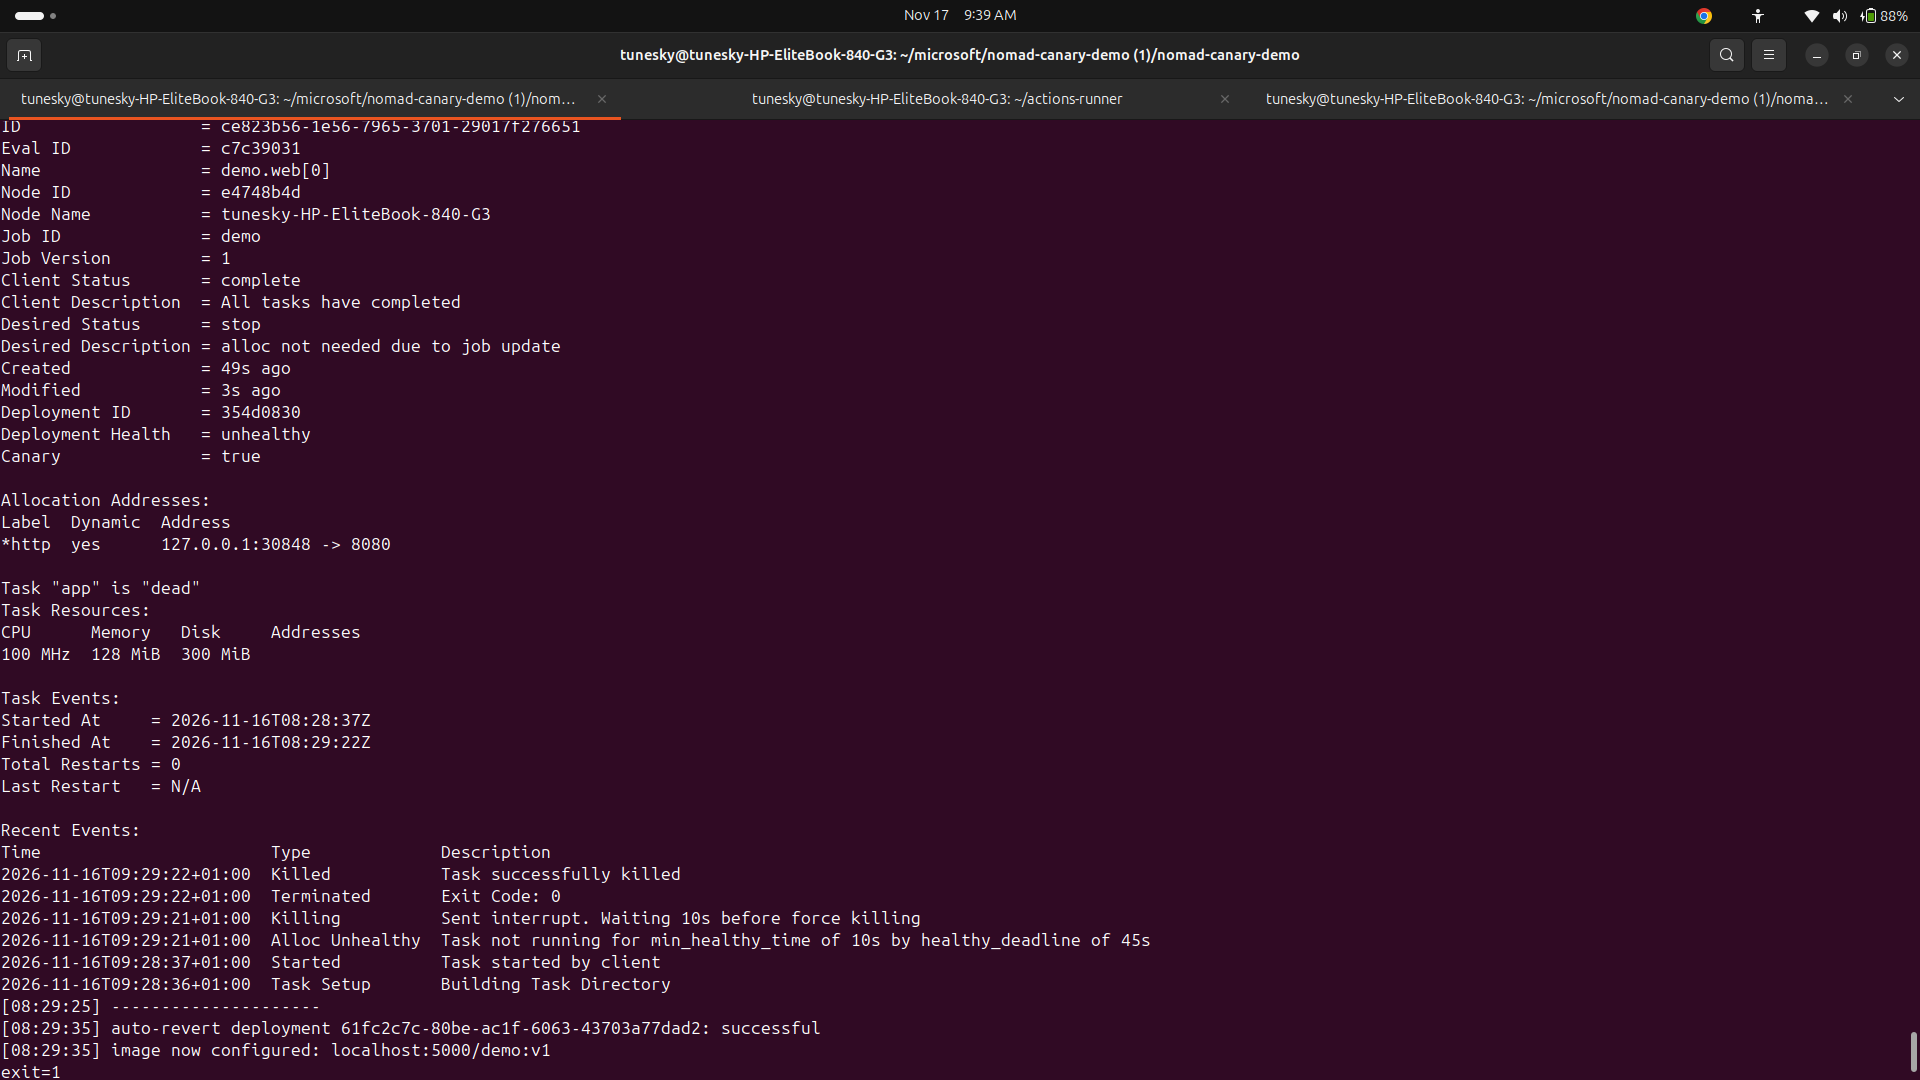 Nov 17 9:39 AM
88%
tunesky@tunesky-HP-EliteBook-840-G3: ~/microsoft/nomad-canary-demo (1)/nomad-canary-demo
tunesky@tunesky-HP-EliteBook-840-G3: ~/microsoft/nomad-canary-demo (1)/nom...
tunesky@tunesky-HP-EliteBook-840-G3: ~/actions-runner
tunesky@tunesky-HP-EliteBook-840-G3: ~/microsoft/nomad-canary-demo (1)/noma...
ID = ce823b56-1e56-7965-3701-29017f276651
Eval ID = c7c39031
Name = demo.web[0]
Node ID = e4748b4d
Node Name = tunesky-HP-EliteBook-840-G3
Job ID = demo
Job Version = 1
Client Status = complete
Client Description = All tasks have completed
Desired Status = stop
Desired Description = alloc not needed due to job update
Created = 49s ago
Modified = 3s ago
Deployment ID = 354d0830
Deployment Health = unhealthy
Canary = true
Allocation Addresses:
Label Dynamic Address
*http yes 127.0.0.1:30848 -> 8080
Task "app" is "dead"
Task Resources:
CPU Memory Disk Addresses
100 MHz 128 MiB 300 MiB
Task Events:
Started At = 2026-11-16T08:28:37Z
Finished At = 2026-11-16T08:29:22Z
Total Restarts = 0
Last Restart = N/A
Recent Events:
Time Type Description
2026-11-16T09:29:22+01:00 Killed Task successfully killed
2026-11-16T09:29:22+01:00 Terminated Exit Code: 0
2026-11-16T09:29:21+01:00 Killing Sent interrupt. Waiting 10s before force killing
2026-11-16T09:29:21+01:00 Alloc Unhealthy Task not running for min_healthy_time of 10s by healthy_deadline of 45s
2026-11-16T09:28:37+01:00 Started Task started by client
2026-11-16T09:28:36+01:00 Task Setup Building Task Directory
[08:29:25] ---------------------
[08:29:35] auto-revert deployment 61fc2c7c-80be-ac1f-6063-43703a77dad2: successful
[08:29:35] image now configured: localhost:5000/demo:v1
exit=1